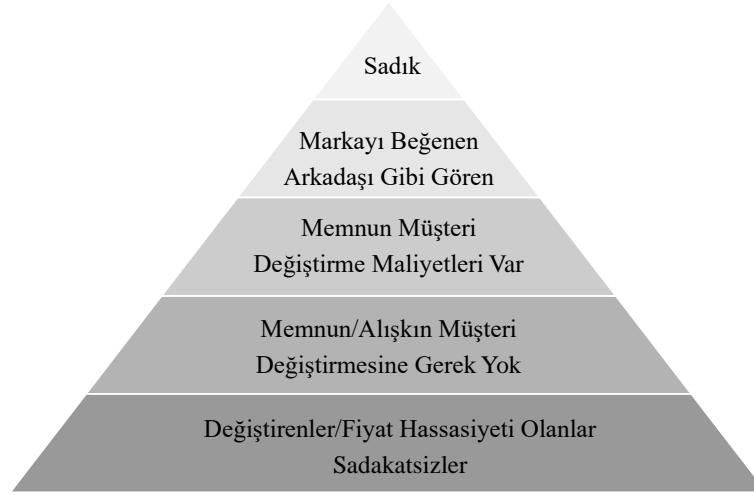 Sadık
Markayı Beğenen
Arkadaşı Gibi Gören
Memnun Müşteri
Değiştirme Maliyetleri Var
Memnun/Alışkın Müşteri
Değiştirmesine Gerek Yok
Değiştirenler/Fiyat Hassasiyeti Olanlar
Sadakatsizler